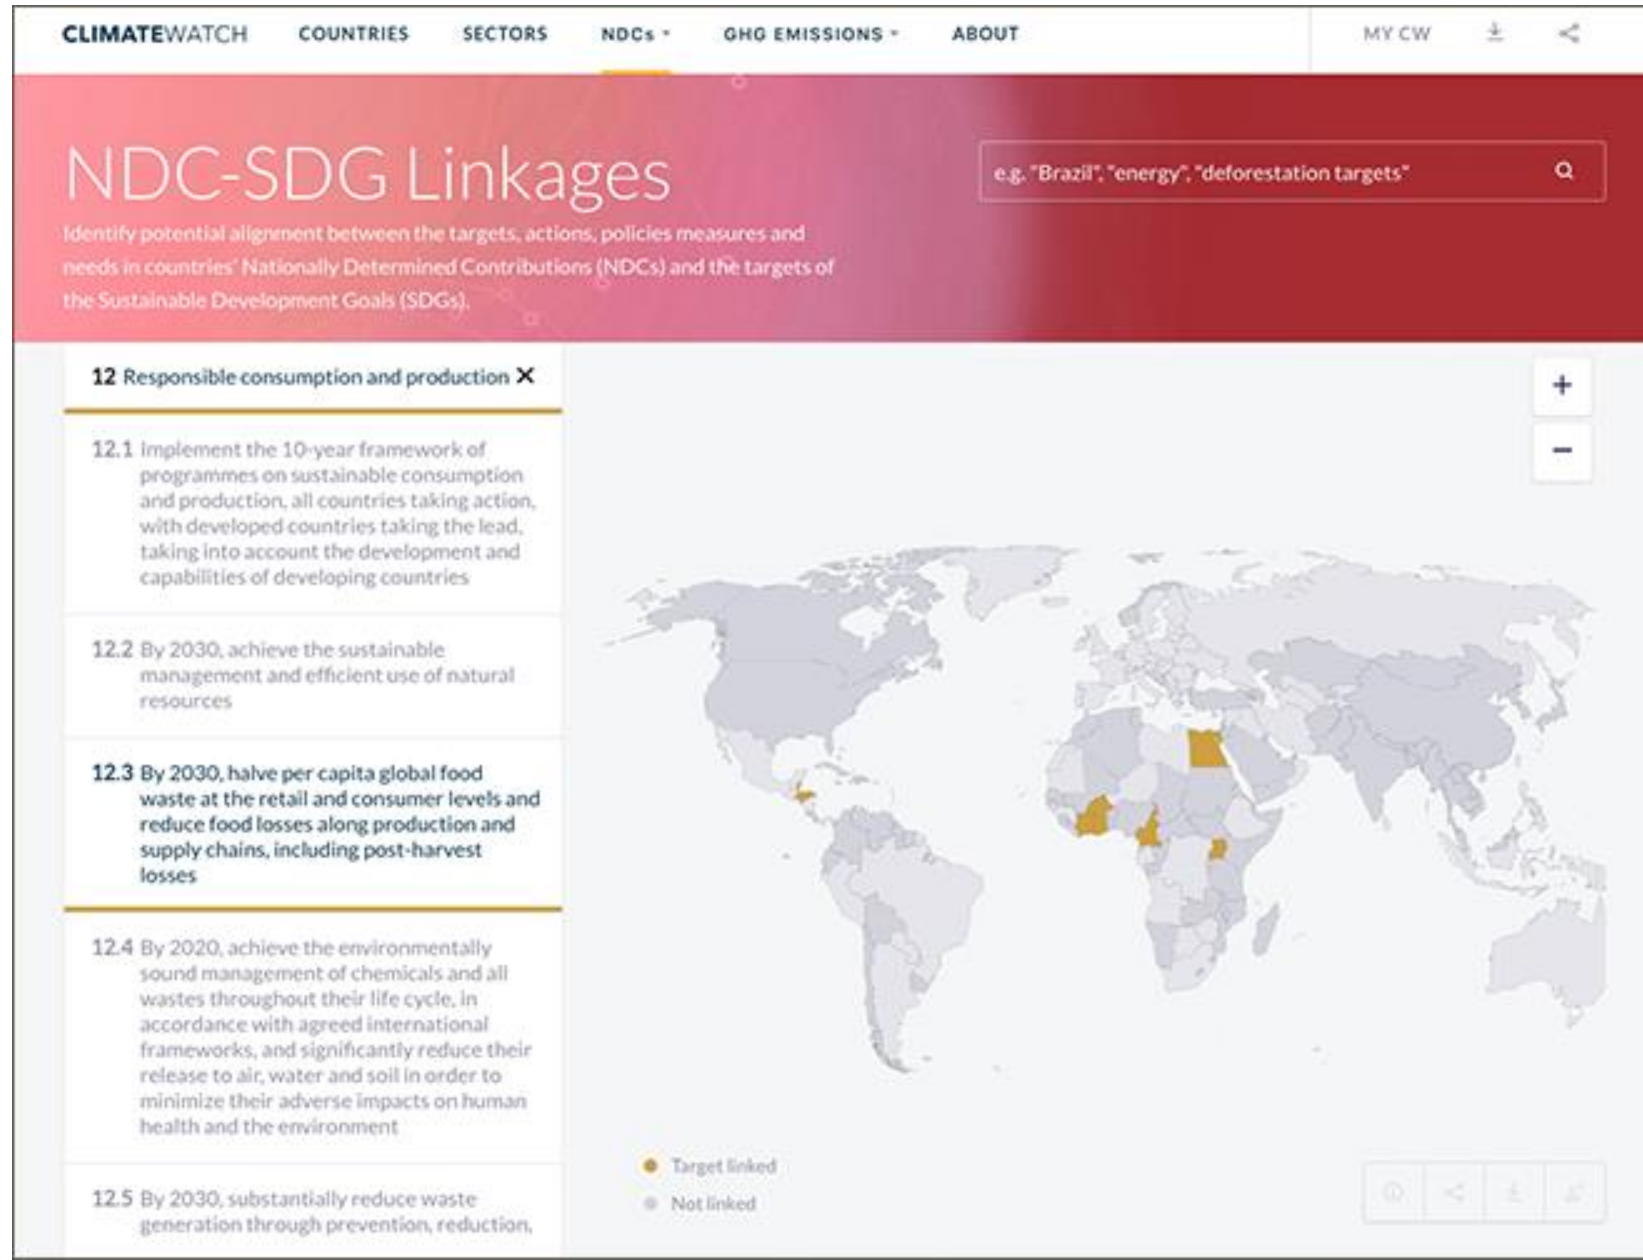 CLIMATEWATCH COUNTRIES SECTORS NDCs GHG EMISSIONS ABOUT MY CW
NDC-SDG Linkages
e.g. "Brazil", "energy", "deforestation targets"
Identify potential alignment between the targets, actions, policies measures and
needs in countries' Nationally Determined Contributions (NDCs) and the targets of
the Sustainable Development Goals (SDGs).
12 Responsible consumption and production ✕
12.1 Implement the 10-year framework of
programmes on sustainable consumption
and production, all countries taking action,
with developed countries taking the lead,
taking into account the development and
capabilities of developing countries
12.2 By 2030, achieve the sustainable
management and efficient use of natural
resources
12.3 By 2030, halve per capita global food
waste at the retail and consumer levels and
reduce food losses along production and
supply chains, including post-harvest
losses
12.4 By 2020, achieve the environmentally
sound management of chemicals and all
wastes throughout their life cycle, in
accordance with agreed international
frameworks, and significantly reduce their
release to air, water and soil in order to
minimize their adverse impacts on human
health and the environment
12.5 By 2030, substantially reduce waste
generation through prevention, reduction,
+
−
Target linked
Not linked